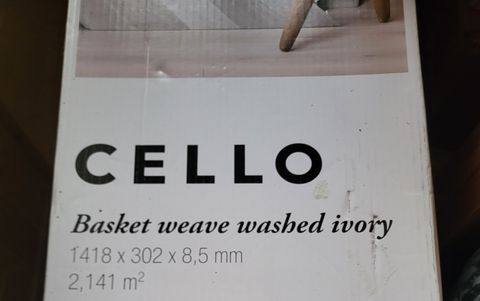 CELLO
Basket weave washed ivory
1418 x 302 x 8,5 mm
2,141 m²